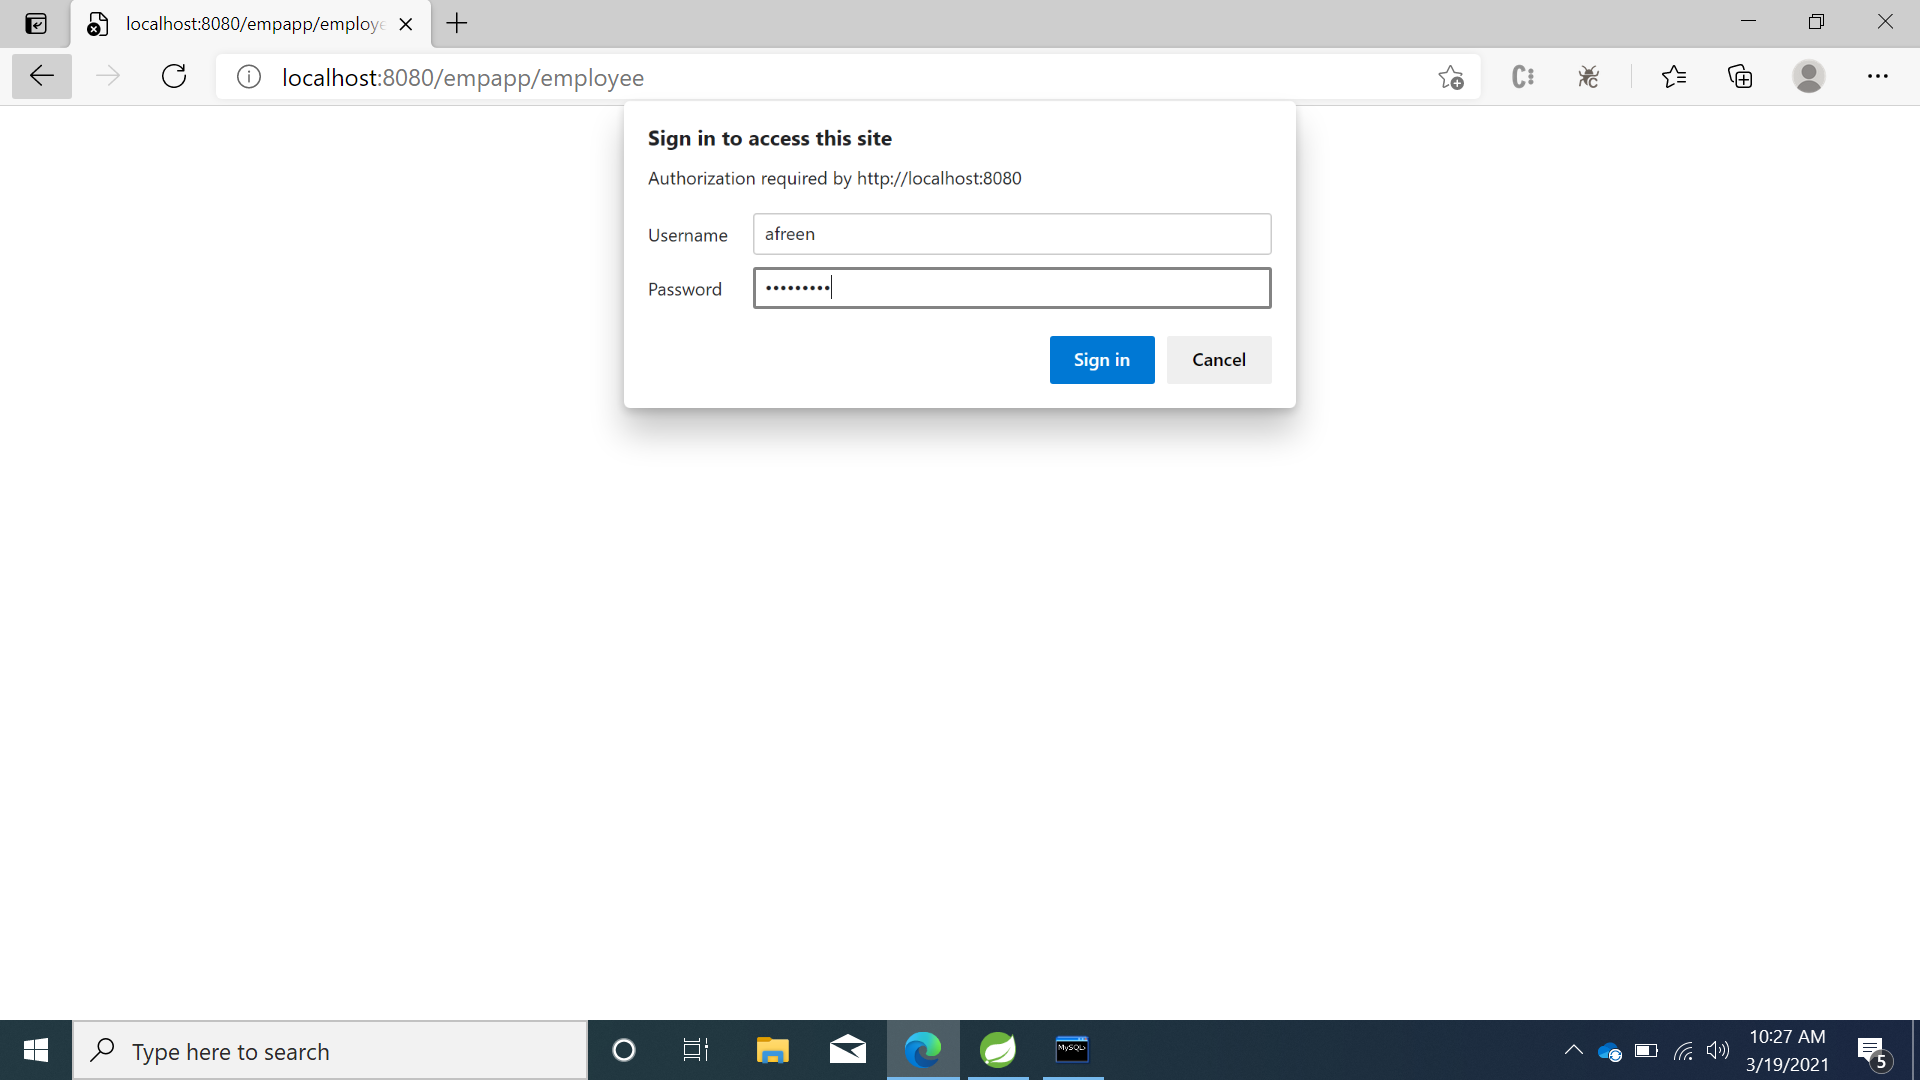 localhost:8080/empapp/employe
localhost:8080/empapp/employee
Sign in to access this site
Authorization required by http://localhost:8080
Username
afreen
Password
•••••••••
Sign in
Cancel
Type here to search
MySQL>
10:27 AM
3/19/2021
5